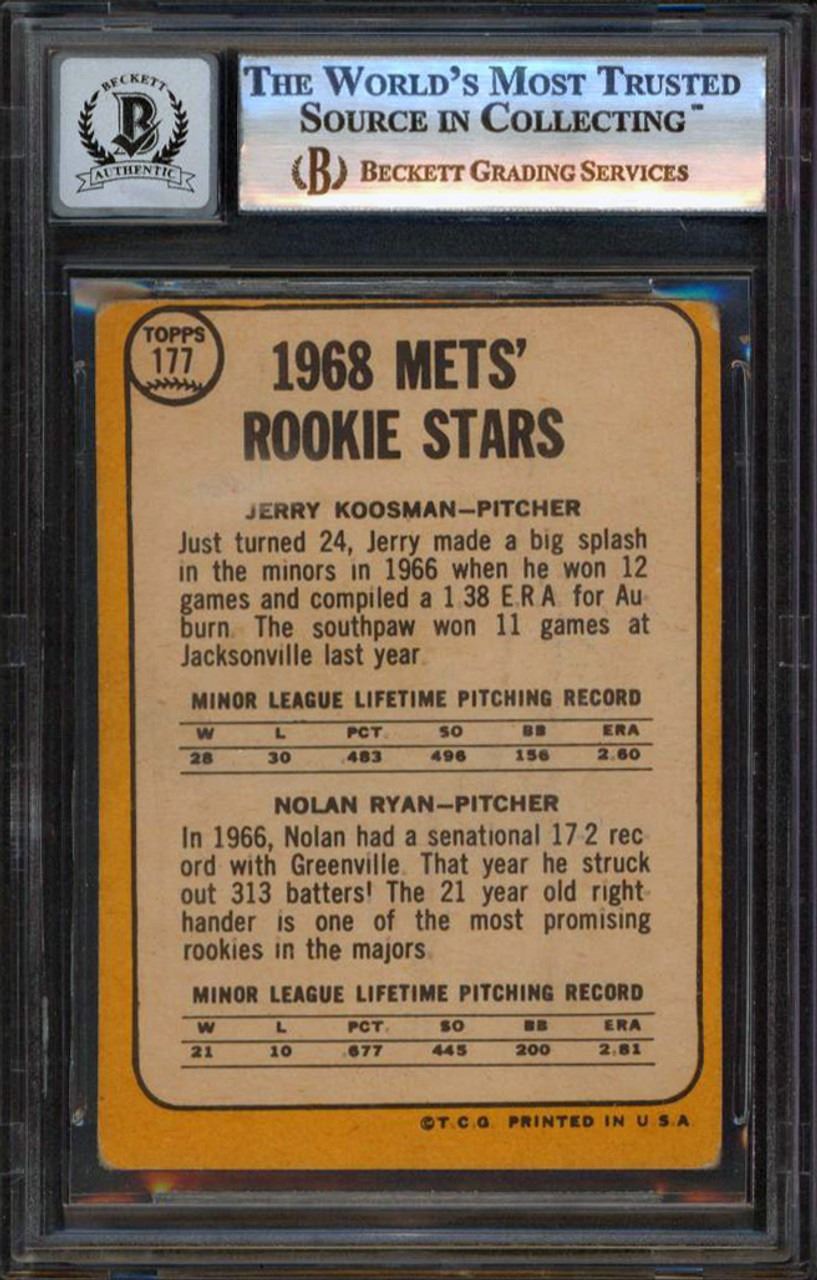 BECKETT
B
AUTHENTIC
THE WORLD'S MOST TRUSTED
SOURCE IN COLLECTING™
B BECKETT GRADING SERVICES
TOPPS
177
1968 METS'
ROOKIE STARS
JERRY KOOSMAN—PITCHER
Just turned 24, Jerry made a big splash
in the minors in 1966 when he won 12
games and compiled a 1 38 E.R A for Au
burn. The southpaw won 11 games at
Jacksonville last year.
MINOR LEAGUE LIFETIME PITCHING RECORD
W L PCT. SO BB ERA
28 30 .483 496 156 2.60
NOLAN RYAN—PITCHER
In 1966, Nolan had a senational 17-2 rec
ord with Greenville. That year he struck
out 313 batters! The 21 year old right-
hander is one of the most promising
rookies in the majors.
MINOR LEAGUE LIFETIME PITCHING RECORD
W L PCT. SO BB ERA
21 10 .677 445 200 2.81
©T.C.G. PRINTED IN U.S.A